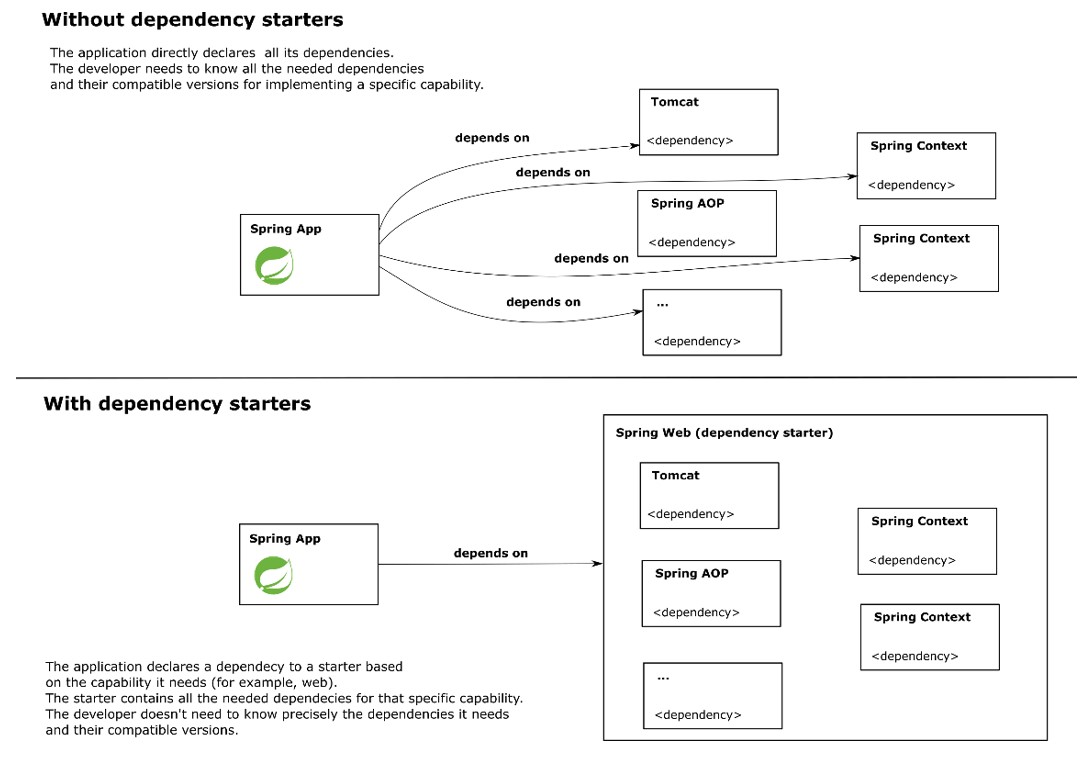 Without dependency starters
The application directly declares  all its dependencies.
The developer needs to know all the needed dependencies
and their compatible versions for implementing a specific capability.
Tomcat
<dependency>
depends on
Spring Context
<dependency>
depends on
Spring AOP
<dependency>
Spring App
Spring Context
<dependency>
depends on
...
<dependency>
depends on
With dependency starters
Spring Web (dependency starter)
Tomcat
<dependency>
Spring Context
<dependency>
Spring App
depends on
Spring AOP
<dependency>
Spring Context
<dependency>
...
<dependency>
The application declares a dependecy to a starter based
on the capability it needs (for example, web).
The starter contains all the needed dependecies for that specific capability.
The developer doesn't need to know precisely the dependencies it needs
and their compatible versions.